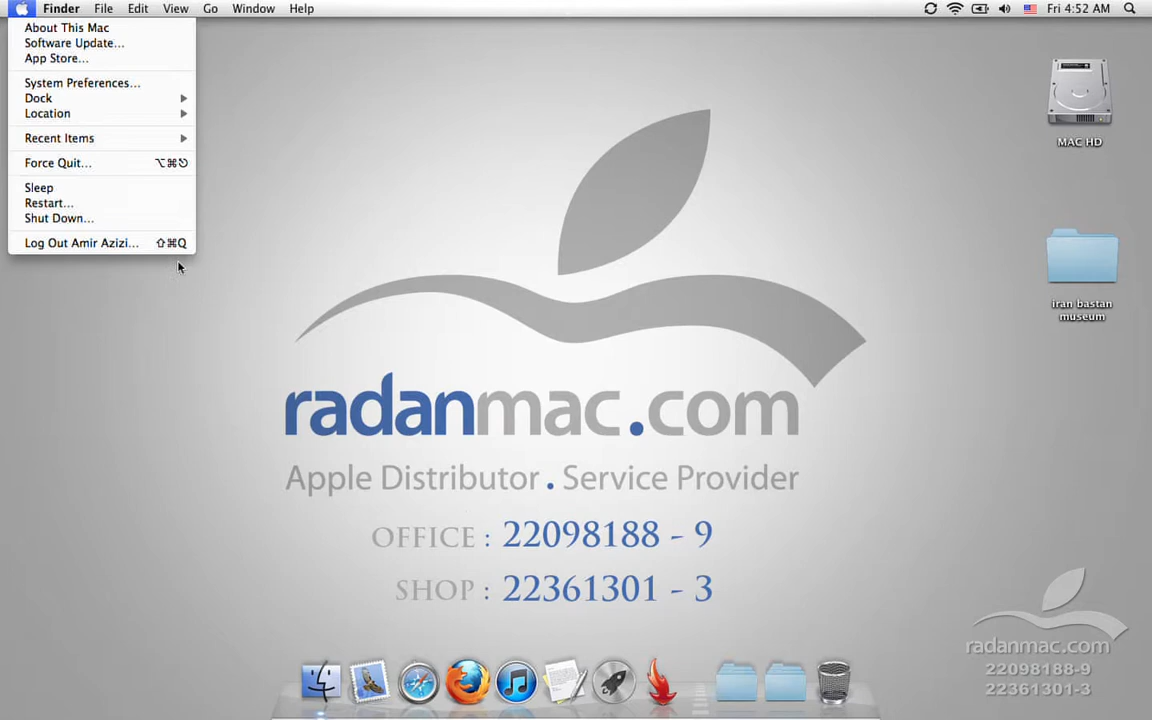 Finder File Edit View Go Window Help Fri 4:52 AM
About This Mac
Software Update...
App Store...
System Preferences...
Dock
Location
Recent Items
Force Quit... ⌥⌘⎋
Sleep
Restart...
Shut Down...
Log Out Amir Azizi... ⇧⌘Q
MAC HD
iran bastan
museum
radanmac.com
Apple Distributor . Service Provider
OFFICE : 22098188 - 9
SHOP : 22361301 - 3
radanmac.com
22098188-9
22361301-3